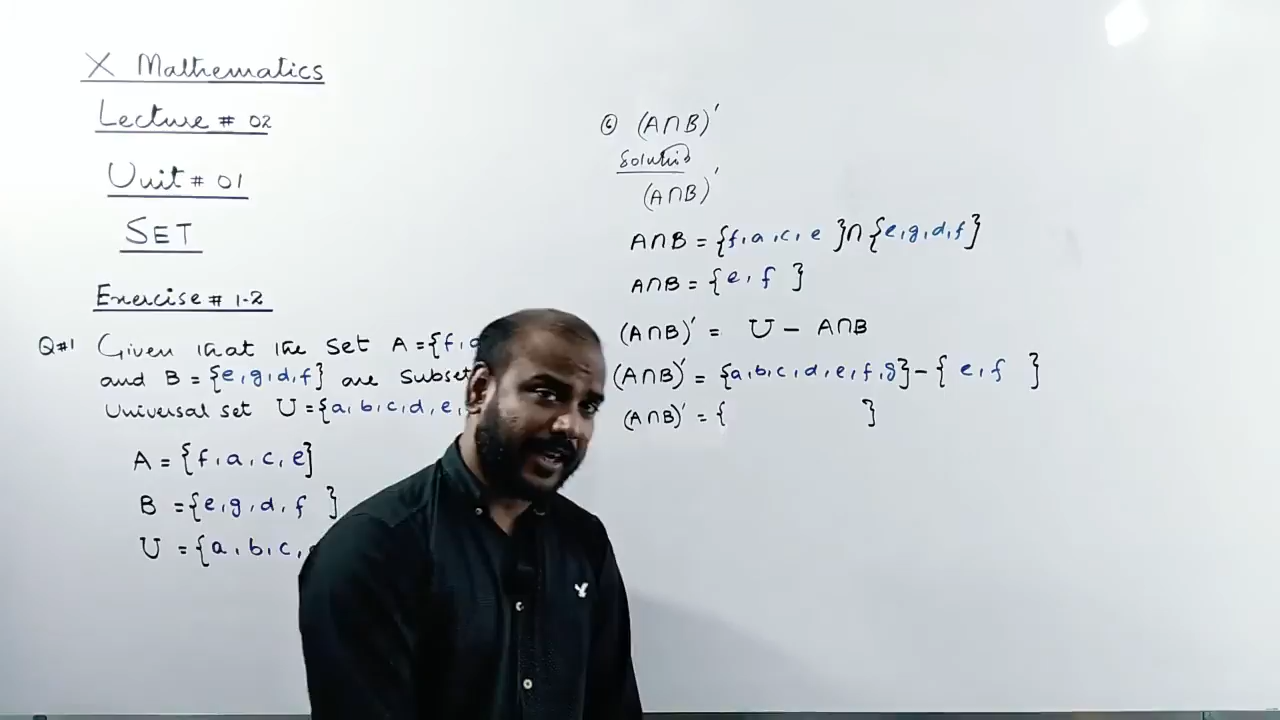 X Mathematics
Lecture # 02
Unit # 01
SET
Exercise # 1.2
Q#1 Given that the set A = {f, a
and B = {e, g, d, f} are Subset
Universal set U = {a, b, c, d, e,
A = {f, a, c, e}
B = {e, g, d, f }
U = {a, b, c,
(A∩B)'
Solution
(A∩B)'
A∩B = {f, a, c, e } ∩ {e, g, d, f}
A∩B = {e, f }
(A∩B)' = U - A∩B
(A∩B)' = {a, b, c, d, e, f, g} - { e, f }
(A∩B)' = { }